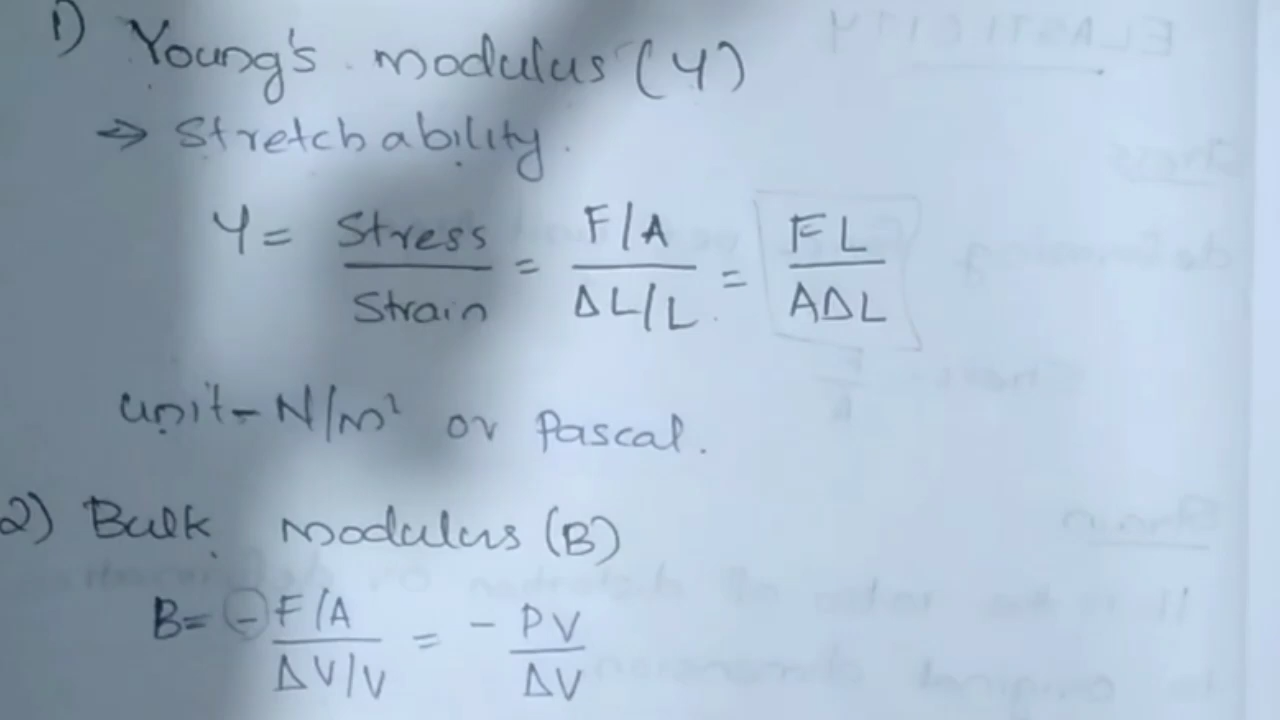 1) Young's modulus (Y)
⇒ Stretchability.
Y = Stress / Strain = F/A / ΔL/L = FL / AΔL
unit - N/m² or Pascal.
2) Bulk modulus (B)
B = - F/A / ΔV/V = - PV / ΔV